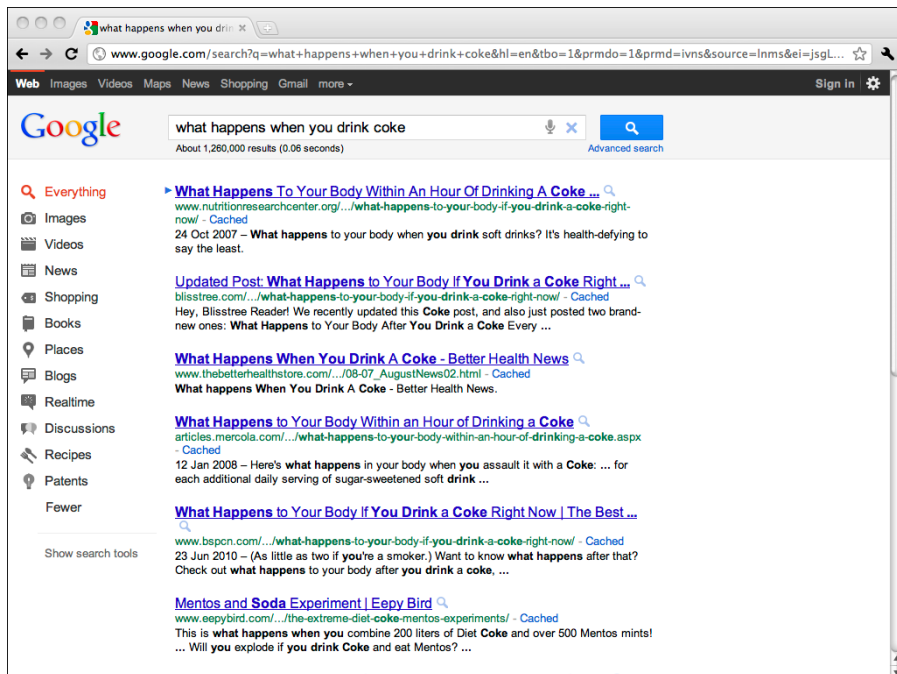 what happens when you drin
www.google.com/search?q=what+happens+when+you+drink+coke&hl=en&tbo=1&prmdo=1&prmd=ivns&source=lnms&ei=jsgL...
Web Images Videos Maps News Shopping Gmail more Sign in
Google
what happens when you drink coke
About 1,260,000 results (0.06 seconds)
Advanced search
Everything
Images
Videos
News
Shopping
Books
Places
Blogs
Realtime
Discussions
Recipes
Patents
Fewer
Show search tools
What Happens To Your Body Within An Hour Of Drinking A Coke ...
www.nutritionresearchcenter.org/.../what-happens-to-your-body-if-you-drink-a-coke-right-
now/ - Cached
24 Oct 2007 – What happens to your body when you drink soft drinks? It's health-defying to
say the least.
Updated Post: What Happens to Your Body If You Drink a Coke Right ...
blisstree.com/.../what-happens-to-your-body-if-you-drink-a-coke-right-now/ - Cached
Hey, Blisstree Reader! We recently updated this Coke post, and also just posted two brand-
new ones: What Happens to Your Body After You Drink a Coke Every ...
What Happens When You Drink A Coke - Better Health News
www.thebetterhealthstore.com/.../08-07_AugustNews02.html - Cached
What happens When You Drink A Coke - Better Health News.
What Happens to Your Body Within an Hour of Drinking a Coke
articles.mercola.com/.../what-happens-to-your-body-within-an-hour-of-drinking-a-coke.aspx
- Cached
12 Jan 2008 – Here's what happens in your body when you assault it with a Coke: ... for
each additional daily serving of sugar-sweetened soft drink ...
What Happens to Your Body If You Drink a Coke Right Now | The Best ...
www.bspcn.com/.../what-happens-to-your-body-if-you-drink-a-coke-right-now/ - Cached
23 Jun 2010 – (As little as two if you're a smoker.) Want to know what happens after that?
Check out what happens to your body after you drink a coke, ...
Mentos and Soda Experiment | Eepy Bird
www.eepybird.com/.../the-extreme-diet-coke-mentos-experiments/ - Cached
This is what happens when you combine 200 liters of Diet Coke and over 500 Mentos mints!
... Will you explode if you drink Coke and eat Mentos? ...